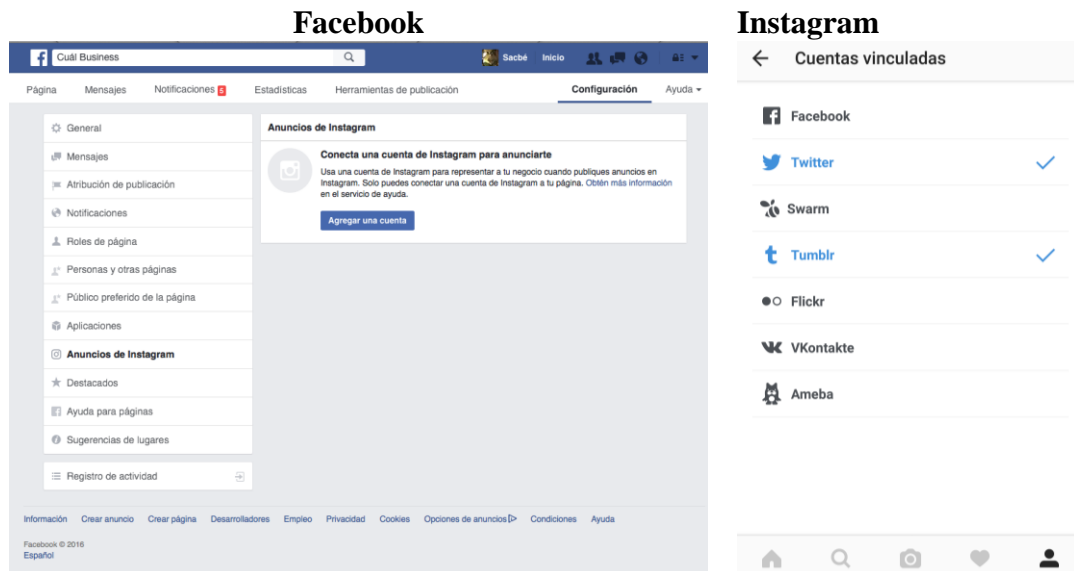 Facebook
Instagram
Cuál Business
Sacbé Inicio
Página Mensajes Notificaciones 5 Estadísticas Herramientas de publicación Configuración Ayuda
General
Mensajes
Atribución de publicación
Notificaciones
Roles de página
Personas y otras páginas
Público preferido de la página
Aplicaciones
Anuncios de Instagram
Destacados
Ayuda para páginas
Sugerencias de lugares
Registro de actividad
Anuncios de Instagram
Conecta una cuenta de Instagram para anunciarte
Usa una cuenta de Instagram para representar a tu negocio cuando publiques anuncios en
Instagram. Solo puedes conectar una cuenta de Instagram a tu página. Obtén más información
en el servicio de ayuda.
Agregar una cuenta
Información Crear anuncio Crear página Desarrolladores Empleo Privacidad Cookies Opciones de anuncios Condiciones Ayuda
Facebook © 2016
Español
Cuentas vinculadas
Facebook
Twitter
Swarm
Tumblr
Flickr
VKontakte
Ameba